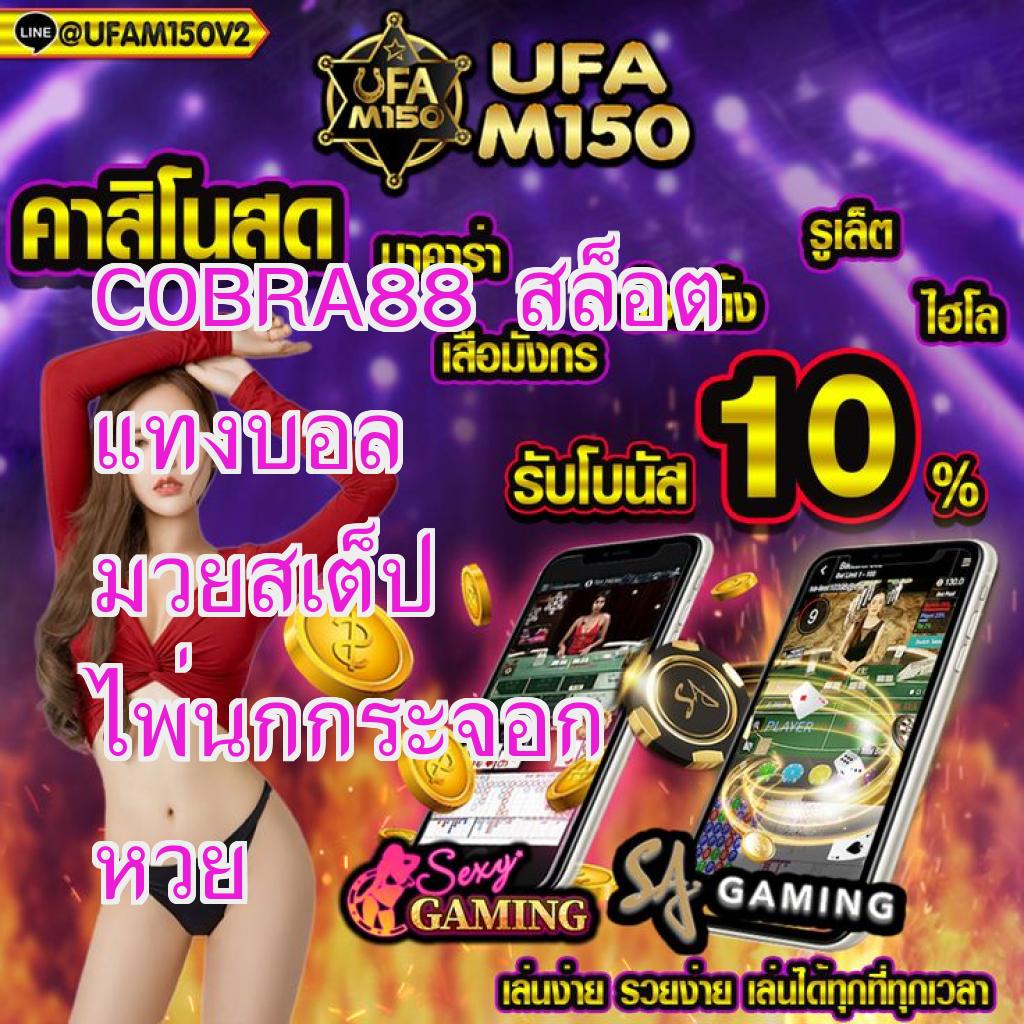 LINE @UFAM150V2
UFA
M150
UFA
M150
คาสิโนสด
บาคาร่า
รูเล็ต
COBRA88 สล็อต
ไฮโล
เสือมังกร
แทงบอล
รับโบนัส 10 %
มวยสเต็ป
ไพ่นกกระจอก
หวย
9
PLAYER
Sexy
GAMING
SA GAMING
เล่นง่าย รวยง่าย เล่นได้ทุกที่ทุกเวลา